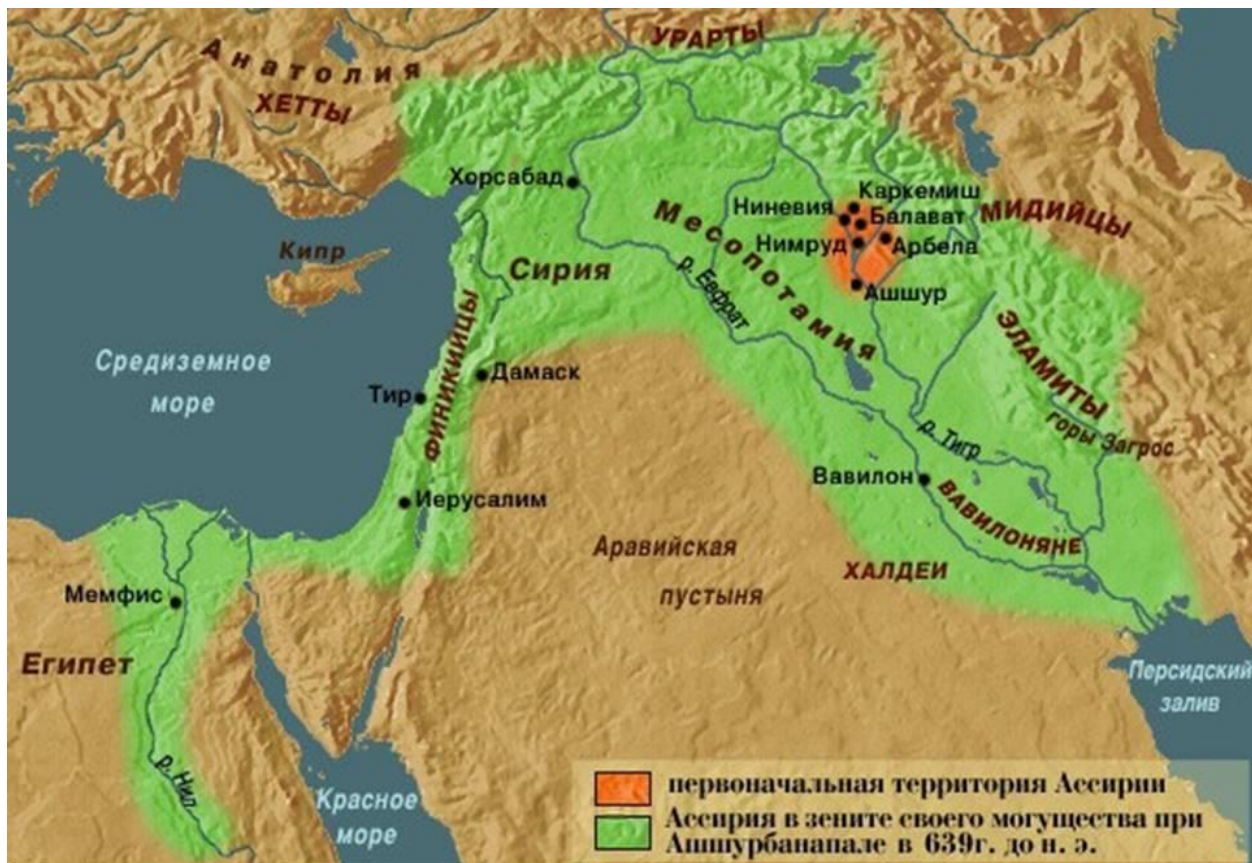 УРАРТЫ
Анатолия
ХЕТТЫ
Хорсабад
Каркемиш
Ниневия
Балават
МИДИЙЦЫ
Нимруд
Арбела
Месопотамия
Кипр
Сирия
р. Евфрат
Ашшур
ФИНИКИЙЦЫ
ЭЛАМИТЫ
Средиземное
море
Дамаск
Тир
горы Загрос
р. Тигр
Вавилон
Иерусалим
ВАВИЛОНЯНЕ
Аравийская
пустыня
ХАЛДЕИ
Мемфис
Египет
Персидский
залив
р. Нил
Красное
море
первоначальная территория Ассирии
Ассирия в зените своего могущества при
Ашшурбанапале в 639г. до н. э.